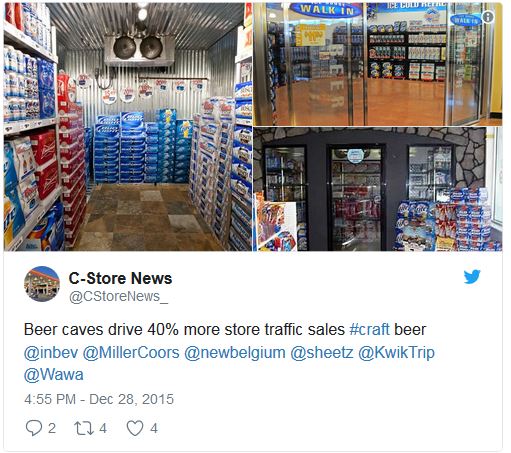 WALK IN
ICE COLD
WALK IN
C-Store News
@CStoreNews_
Beer caves drive 40% more store traffic sales #craft beer
@inbev @MillerCoors @newbelgium @sheetz @KwikTrip
@Wawa
4:55 PM - Dec 28, 2015
2 4 4